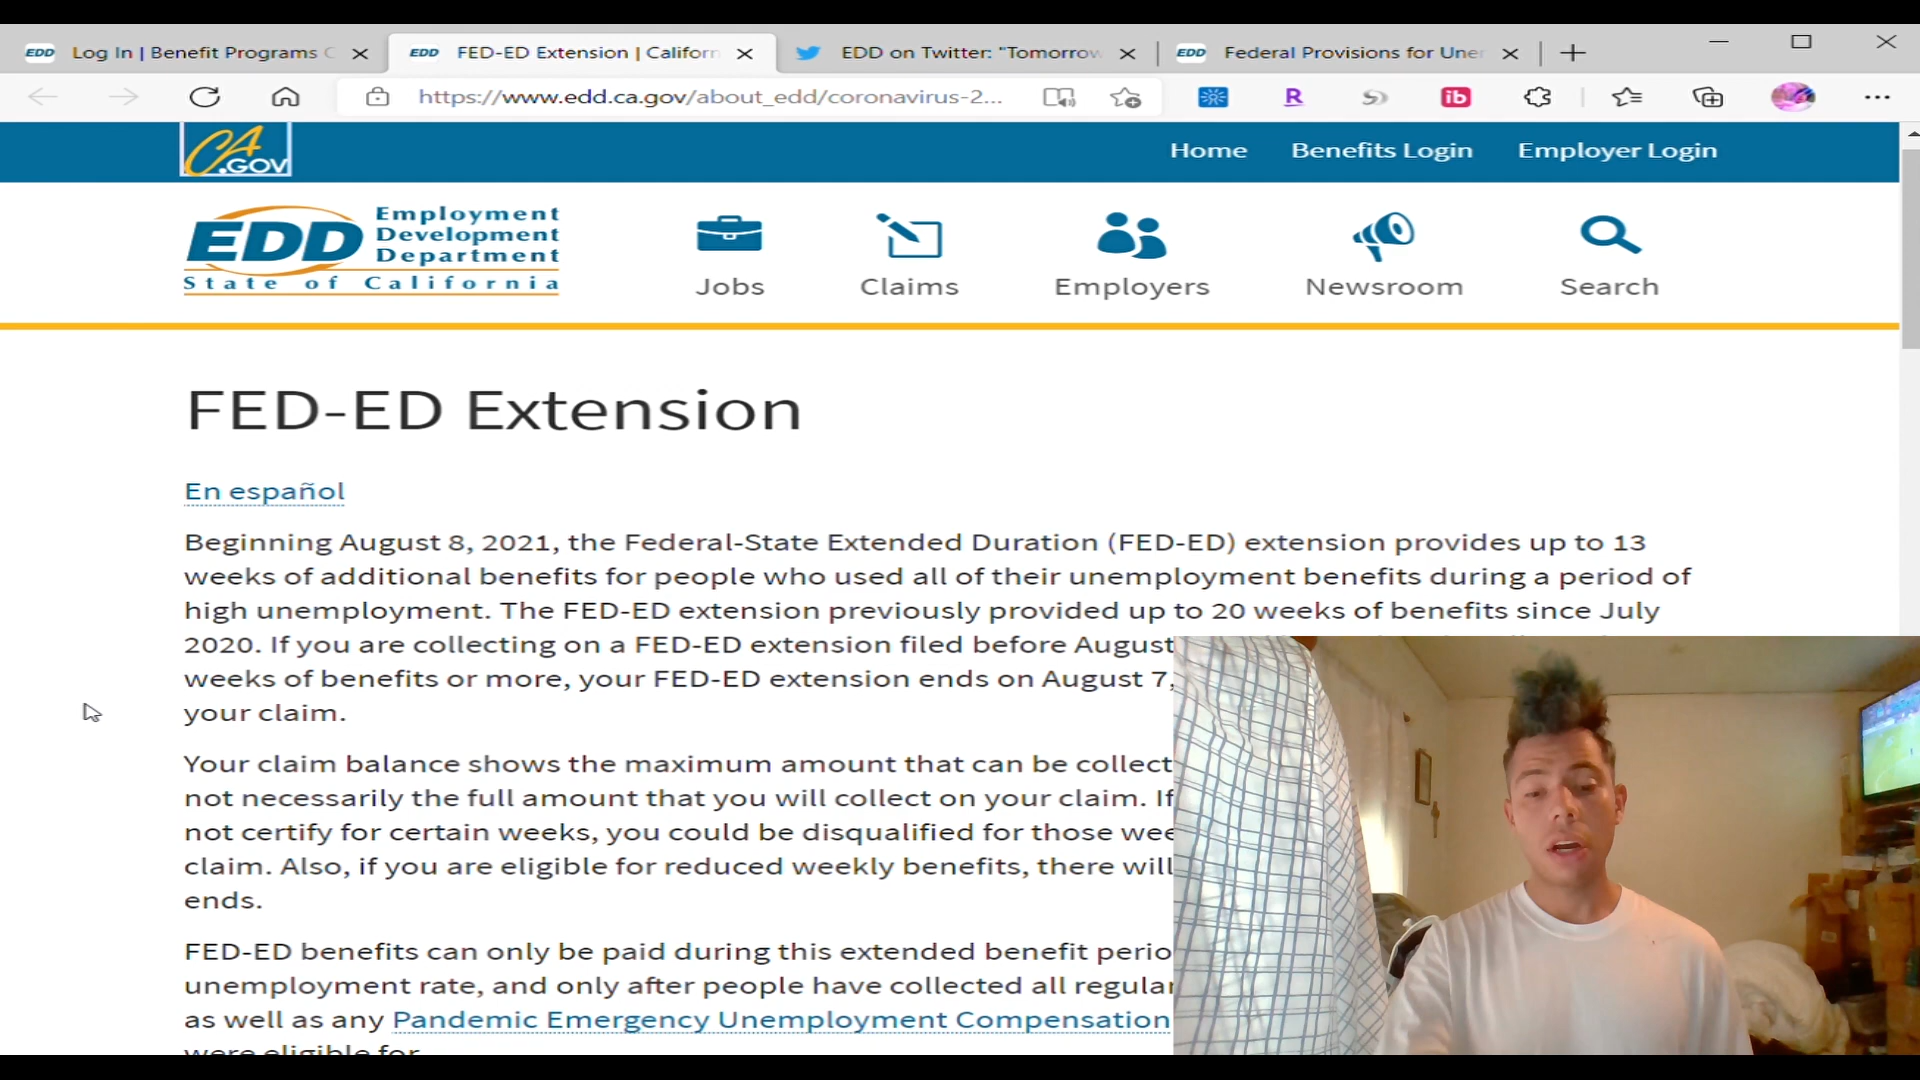 EDD Log In | Benefit Programs
EDD FED-ED Extension | Californ
EDD on Twitter: "Tomorrow
EDD Federal Provisions for Une
https://www.edd.ca.gov/about_edd/coronavirus-2...
R
ib
CA
.GOV
Home Benefits Login Employer Login
EDD
Employment
Development
Department
State of California
Jobs Claims Employers Newsroom Search
FED-ED Extension
En español
Beginning August 8, 2021, the Federal-State Extended Duration (FED-ED) extension provides up to 13
weeks of additional benefits for people who used all of their unemployment benefits during a period of
high unemployment. The FED-ED extension previously provided up to 20 weeks of benefits since July
2020. If you are collecting on a FED-ED extension filed before August
weeks of benefits or more, your FED-ED extension ends on August 7,
your claim.
Your claim balance shows the maximum amount that can be collect
not necessarily the full amount that you will collect on your claim. If
not certify for certain weeks, you could be disqualified for those wee
claim. Also, if you are eligible for reduced weekly benefits, there will
ends.
FED-ED benefits can only be paid during this extended benefit perio
unemployment rate, and only after people have collected all regular
as well as any Pandemic Emergency Unemployment Compensation
were eligible for